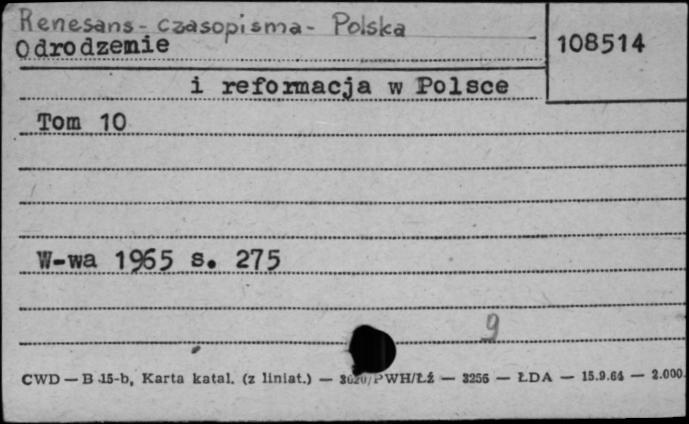 Renesans - czasopisma - Polska
Odrodzenie
108514
i reformacja w Polsce
Tom 10
W-wa 1965 s. 275
9
CWD — B 15-b, Karta katal. (z liniat.) — 3620/PWH/Łź — 3256 — ŁDA — 15.9.64 — 2.000.